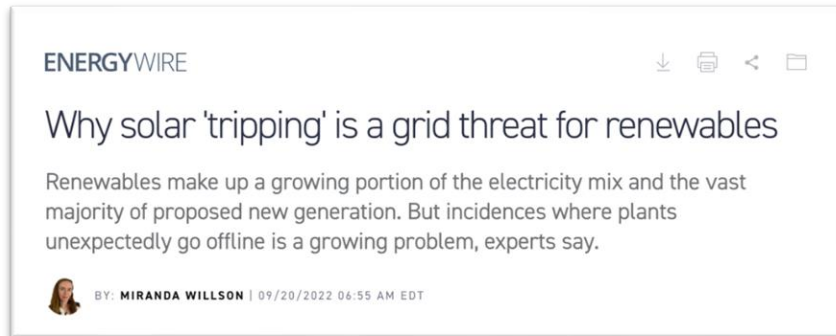 ENERGYWIRE
Why solar 'tripping' is a grid threat for renewables
Renewables make up a growing portion of the electricity mix and the vast
majority of proposed new generation. But incidences where plants
unexpectedly go offline is a growing problem, experts say.
BY: MIRANDA WILLSON | 09/20/2022 06:55 AM EDT